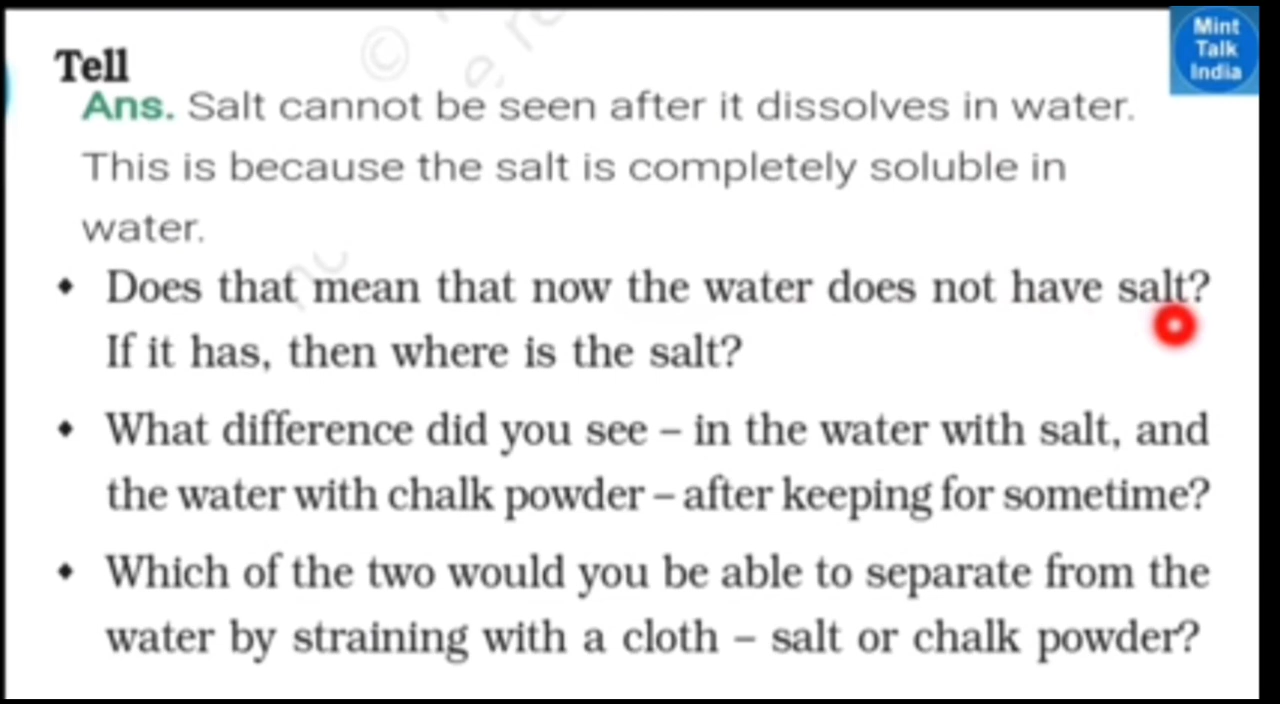 Mint
Talk
India
Tell
Ans. Salt cannot be seen after it dissolves in water.
This is because the salt is completely soluble in
water.
◆ Does that mean that now the water does not have salt?
If it has, then where is the salt?
◆ What difference did you see – in the water with salt, and
the water with chalk powder – after keeping for sometime?
◆ Which of the two would you be able to separate from the
water by straining with a cloth – salt or chalk powder?